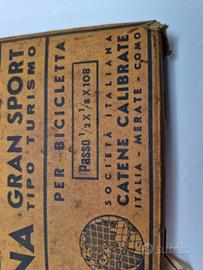 NA
GRAN SPORT
TIPO TURISMO
PER BICICLETTA
Passo 1/2 X 1/8 X 108
SOCIETÀ ITALIANA
CATENE CALIBRATE
ITALIA - MERATE - COMO
subito